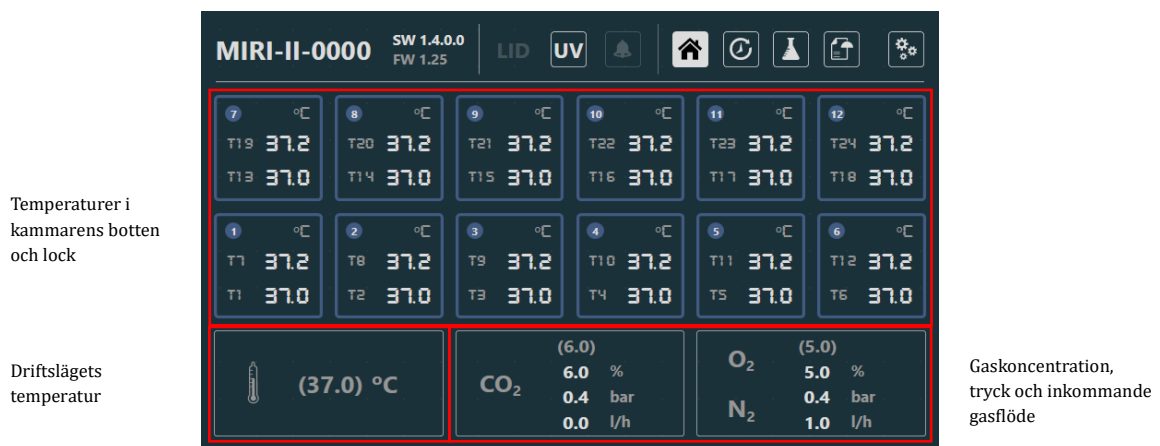 MIRI-II-0000 SW 1.4.0.0 LID UV
FW 1.25
7 °C 8 °C 9 °C 10 °C 11 °C 12 °C
T19 37.2 T20 37.2 T21 37.2 T22 37.2 T23 37.2 T24 37.2
T13 37.0 T14 37.0 T15 37.0 T16 37.0 T17 37.0 T18 37.0
Temperaturer i
kammarens botten
och lock
1 °C 2 °C 3 °C 4 °C 5 °C 6 °C
T7 37.2 T8 37.2 T9 37.2 T10 37.2 T11 37.2 T12 37.2
T1 37.0 T2 37.0 T3 37.0 T4 37.0 T5 37.0 T6 37.0
Driftslägets
temperatur
(37.0) °C
CO₂
(6.0)
6.0 %
0.4 bar
0.0 l/h
O₂
N₂
(5.0)
5.0 %
0.4 bar
1.0 l/h
Gaskoncentration,
tryck och inkommande
gasflöde